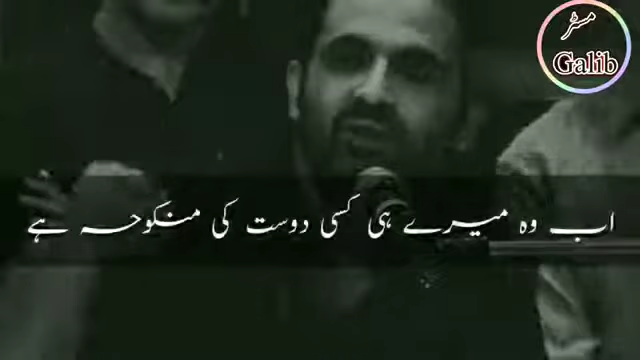 مسٹر
Galib
اب وہ میرے ہی کسی دوست کی منکوحہ ہے